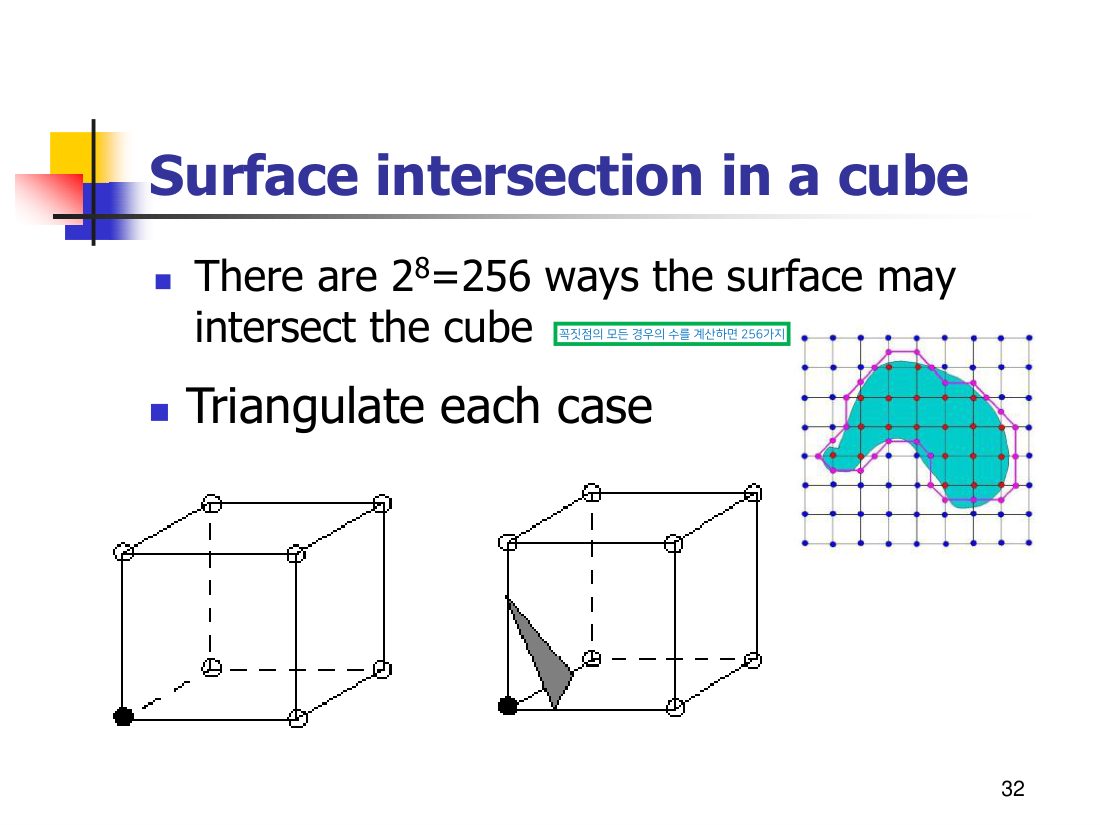 Surface intersection in a cube
There are 2⁸=256 ways the surface may
intersect the cube
꼭짓점의 모든 경우의 수를 계산하면 256가지
Triangulate each case
32